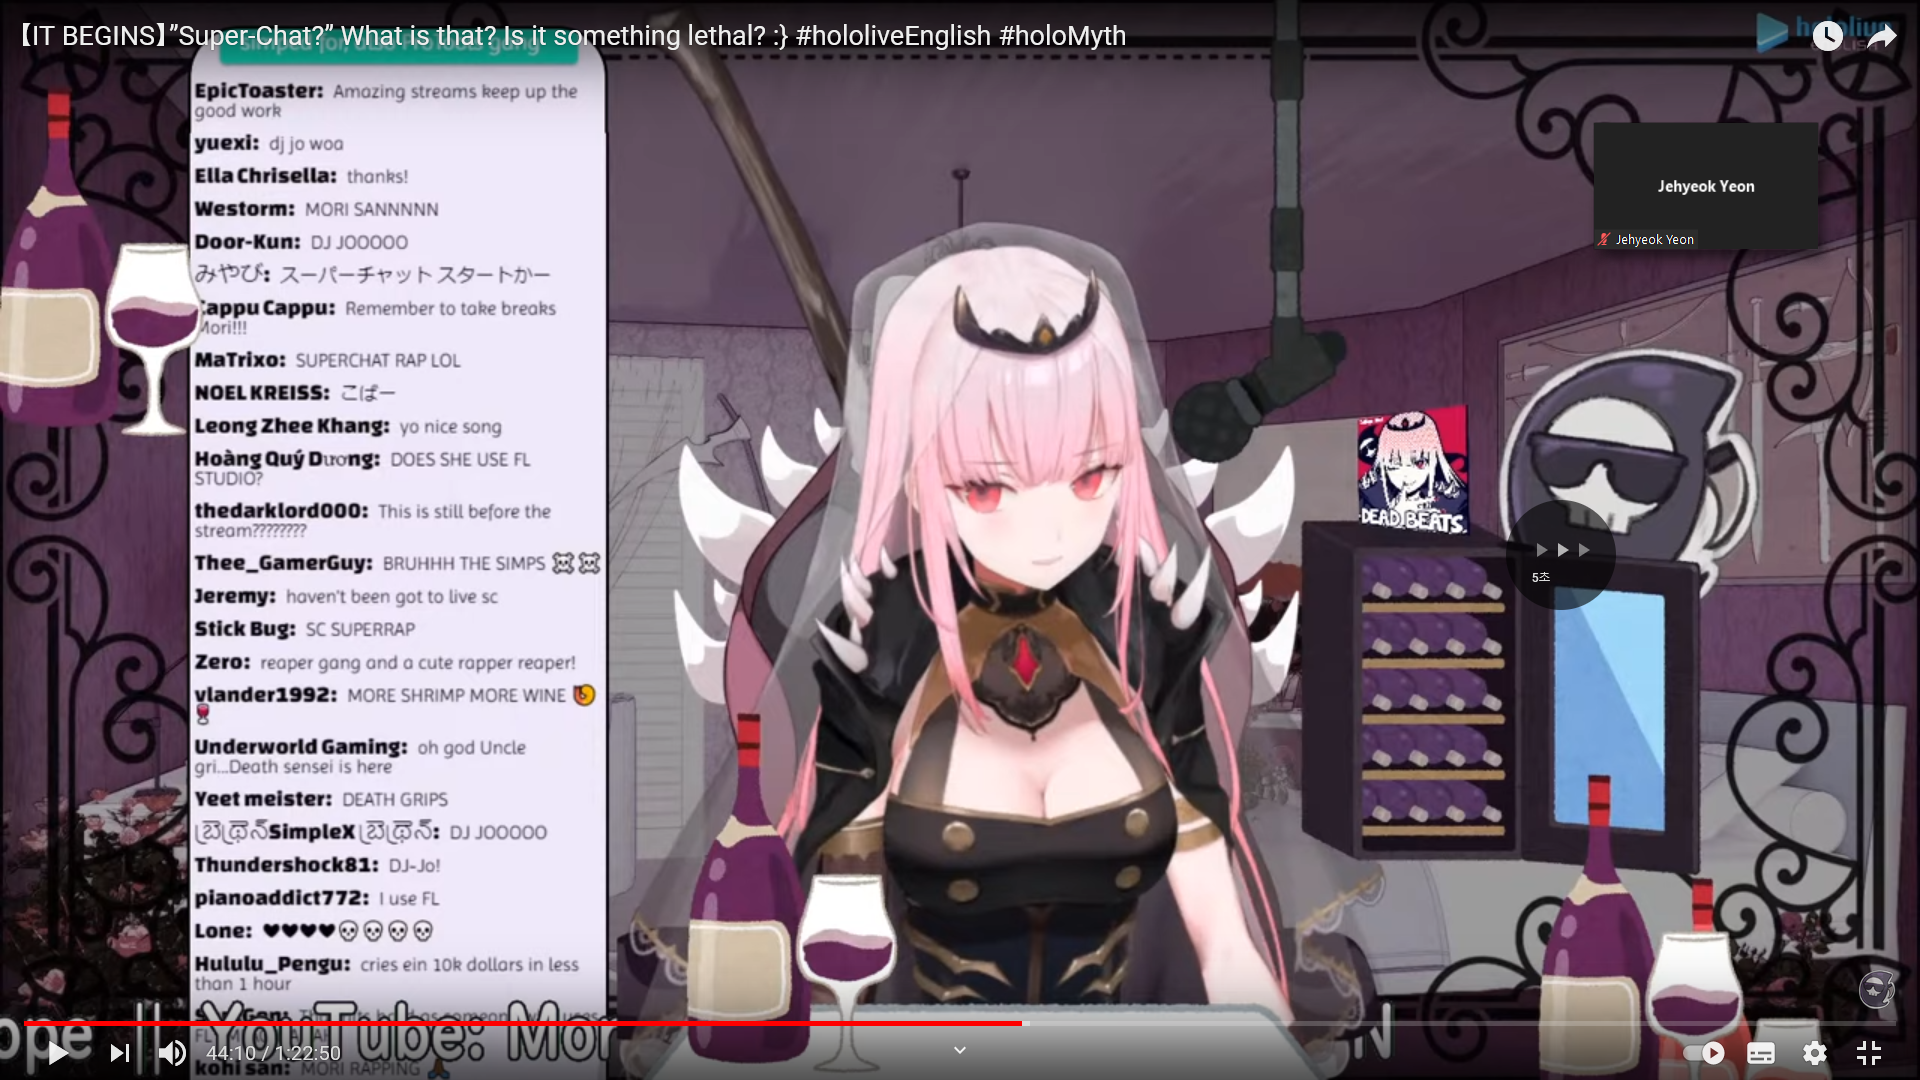 【IT BEGINS】”Super-Chat?” What is that? Is it something lethal? :} #hololiveEnglish #holoMyth
EpicToaster: Amazing streams keep up the
good work
yuexi: dj jo woa
Ella Chrisella: thanks!
Westorm: MORI SANNNNN
Door-Kun: DJ JOOOOO
みやび: スーパーチャット スタートかー
Cappu Cappu: Remember to take breaks
Mori!!!
MaTrixo: SUPERCHAT RAP LOL
NOEL KREISS: こばー
Leong Zhee Khang: yo nice song
Hoàng Quý Dương: DOES SHE USE FL
STUDIO?
thedarklord000: This is still before the
stream????????
Thee_GamerGuy: BRUHHH THE SIMPS
Jeremy: haven't been got to live sc
Stick Bug: SC SUPERRAP
Zero: reaper gang and a cute rapper reaper!
vlander1992: MORE SHRIMP MORE WINE
Underworld Gaming: oh god Uncle
gri...Death sensei is here
Yeet meister: DEATH GRIPS
SimpleX: DJ JOOOOO
Thundershock81: DJ-Jo!
pianoaddict772: I use FL
Lone: ♥♥♥♥💀💀💀💀
Hululu_Pengu: cries ein 10k dollars in less
than 1 hour
kohi san: MORI RAPPING
YouTube: Mor
44:10 / 1:22:50
Jehyeok Yeon
Jehyeok Yeon
DEAD BEATS
5초